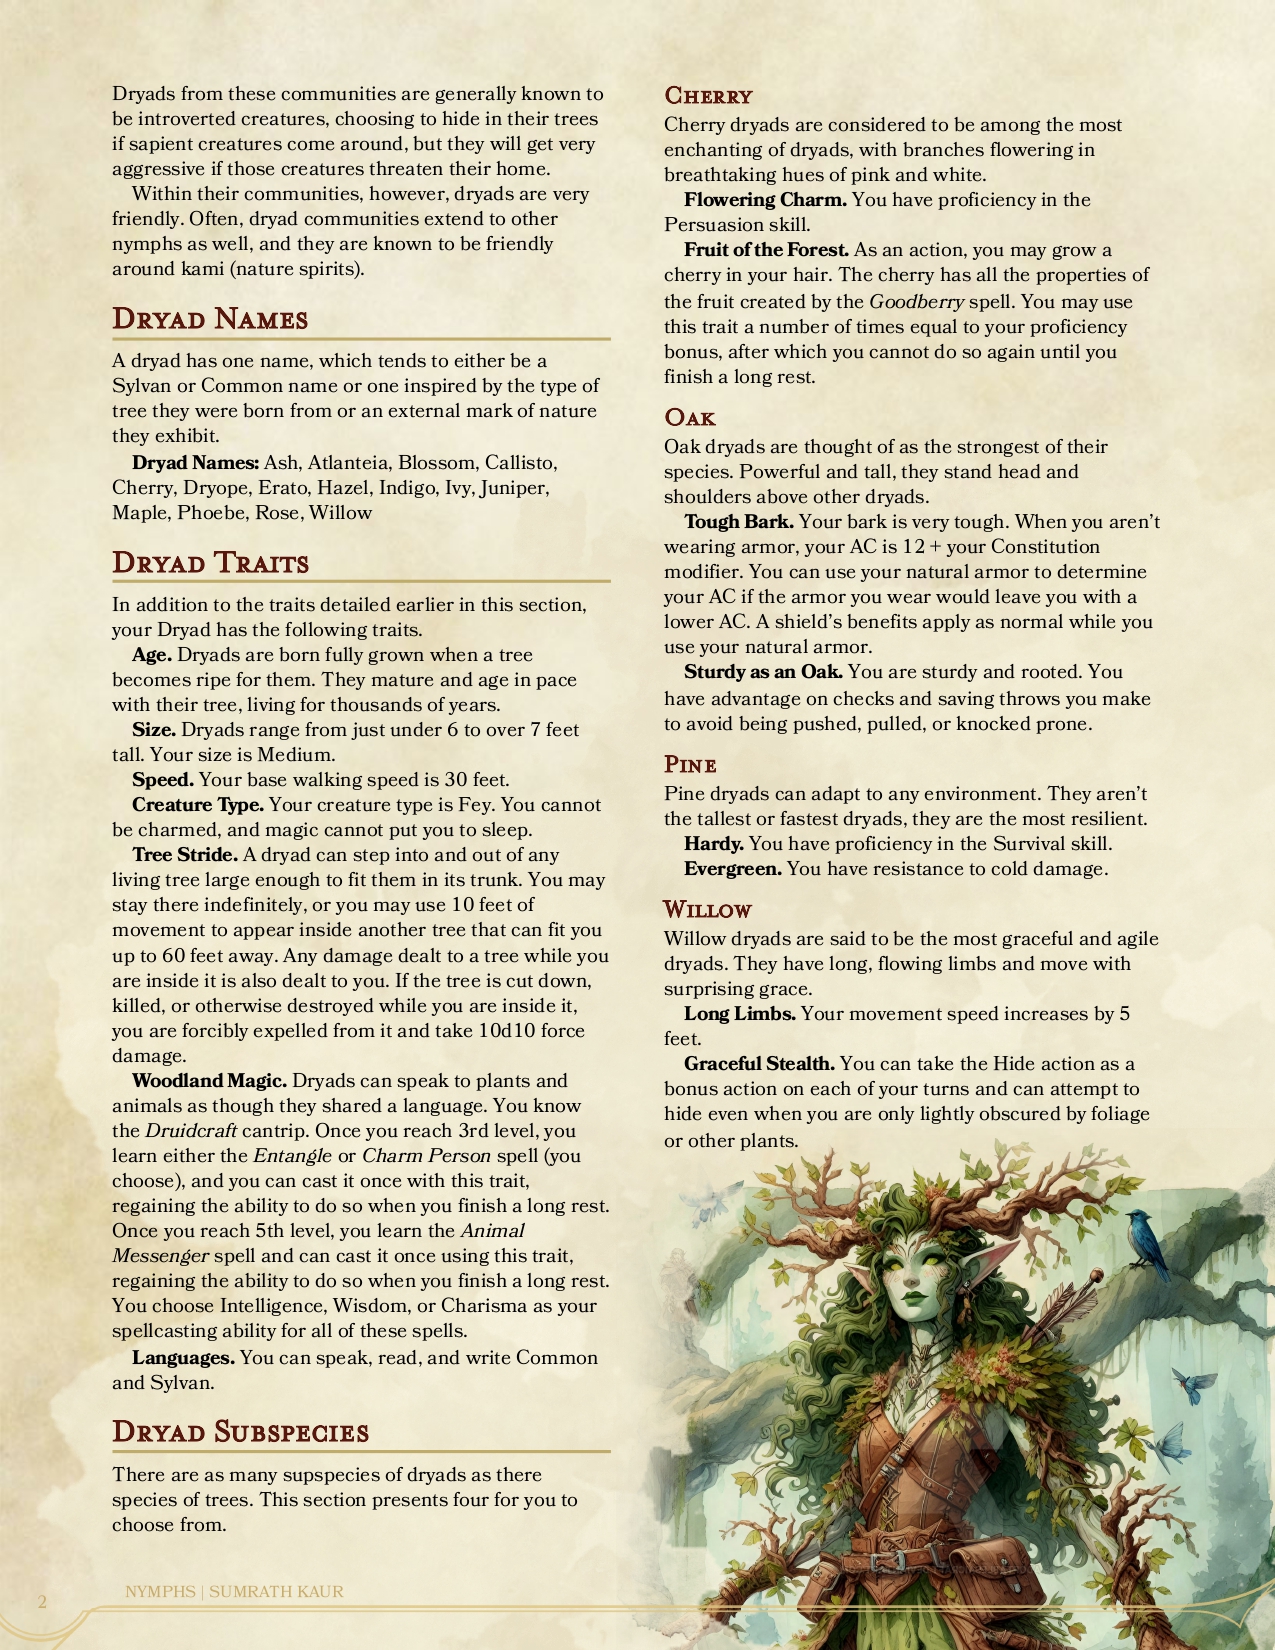 Dryads from these communities are generally known to
be introverted creatures, choosing to hide in their trees
if sapient creatures come around, but they will get very
aggressive if those creatures threaten their home.
Within their communities, however, dryads are very
friendly. Often, dryad communities extend to other
nymphs as well, and they are known to be friendly
around kami (nature spirits).
Dryad Names
A dryad has one name, which tends to either be a
Sylvan or Common name or one inspired by the type of
tree they were born from or an external mark of nature
they exhibit.
Dryad Names: Ash, Atlanteia, Blossom, Callisto,
Cherry, Dryope, Erato, Hazel, Indigo, Ivy, Juniper,
Maple, Phoebe, Rose, Willow
Dryad Traits
In addition to the traits detailed earlier in this section,
your Dryad has the following traits.
Age. Dryads are born fully grown when a tree
becomes ripe for them. They mature and age in pace
with their tree, living for thousands of years.
Size. Dryads range from just under 6 to over 7 feet
tall. Your size is Medium.
Speed. Your base walking speed is 30 feet.
Creature Type. Your creature type is Fey. You cannot
be charmed, and magic cannot put you to sleep.
Tree Stride. A dryad can step into and out of any
living tree large enough to fit them in its trunk. You may
stay there indefinitely, or you may use 10 feet of
movement to appear inside another tree that can fit you
up to 60 feet away. Any damage dealt to a tree while you
are inside it is also dealt to you. If the tree is cut down,
killed, or otherwise destroyed while you are inside it,
you are forcibly expelled from it and take 10d10 force
damage.
Woodland Magic. Dryads can speak to plants and
animals as though they shared a language. You know
the Druidcraft cantrip. Once you reach 3rd level, you
learn either the Entangle or Charm Person spell (you
choose), and you can cast it once with this trait,
regaining the ability to do so when you finish a long rest.
Once you reach 5th level, you learn the Animal
Messenger spell and can cast it once using this trait,
regaining the ability to do so when you finish a long rest.
You choose Intelligence, Wisdom, or Charisma as your
spellcasting ability for all of these spells.
Languages. You can speak, read, and write Common
and Sylvan.
Dryad Subspecies
There are as many supspecies of dryads as there
species of trees. This section presents four for you to
choose from.
Cherry
Cherry dryads are considered to be among the most
enchanting of dryads, with branches flowering in
breathtaking hues of pink and white.
Flowering Charm. You have proficiency in the
Persuasion skill.
Fruit of the Forest. As an action, you may grow a
cherry in your hair. The cherry has all the properties of
the fruit created by the Goodberry spell. You may use
this trait a number of times equal to your proficiency
bonus, after which you cannot do so again until you
finish a long rest.
Oak
Oak dryads are thought of as the strongest of their
species. Powerful and tall, they stand head and
shoulders above other dryads.
Tough Bark. Your bark is very tough. When you aren't
wearing armor, your AC is 12 + your Constitution
modifier. You can use your natural armor to determine
your AC if the armor you wear would leave you with a
lower AC. A shield's benefits apply as normal while you
use your natural armor.
Sturdy as an Oak. You are sturdy and rooted. You
have advantage on checks and saving throws you make
to avoid being pushed, pulled, or knocked prone.
Pine
Pine dryads can adapt to any environment. They aren't
the tallest or fastest dryads, they are the most resilient.
Hardy. You have proficiency in the Survival skill.
Evergreen. You have resistance to cold damage.
Willow
Willow dryads are said to be the most graceful and agile
dryads. They have long, flowing limbs and move with
surprising grace.
Long Limbs. Your movement speed increases by 5
feet.
Graceful Stealth. You can take the Hide action as a
bonus action on each of your turns and can attempt to
hide even when you are only lightly obscured by foliage
or other plants.
2
NYMPHS | SUMRATH KAUR